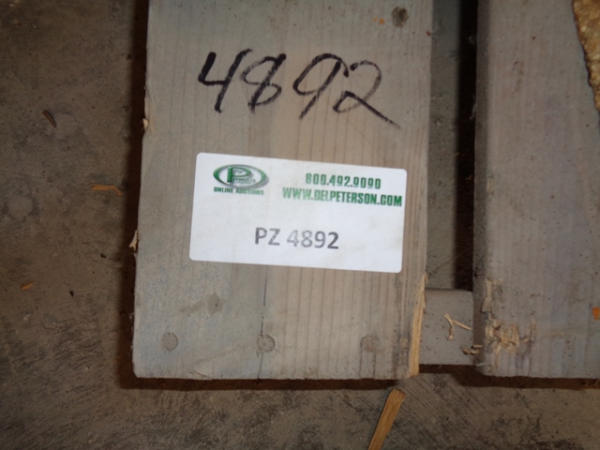 4892
800.492.9090
WWW.DELPETERSON.COM
ONLINE AUCTIONS
PZ 4892